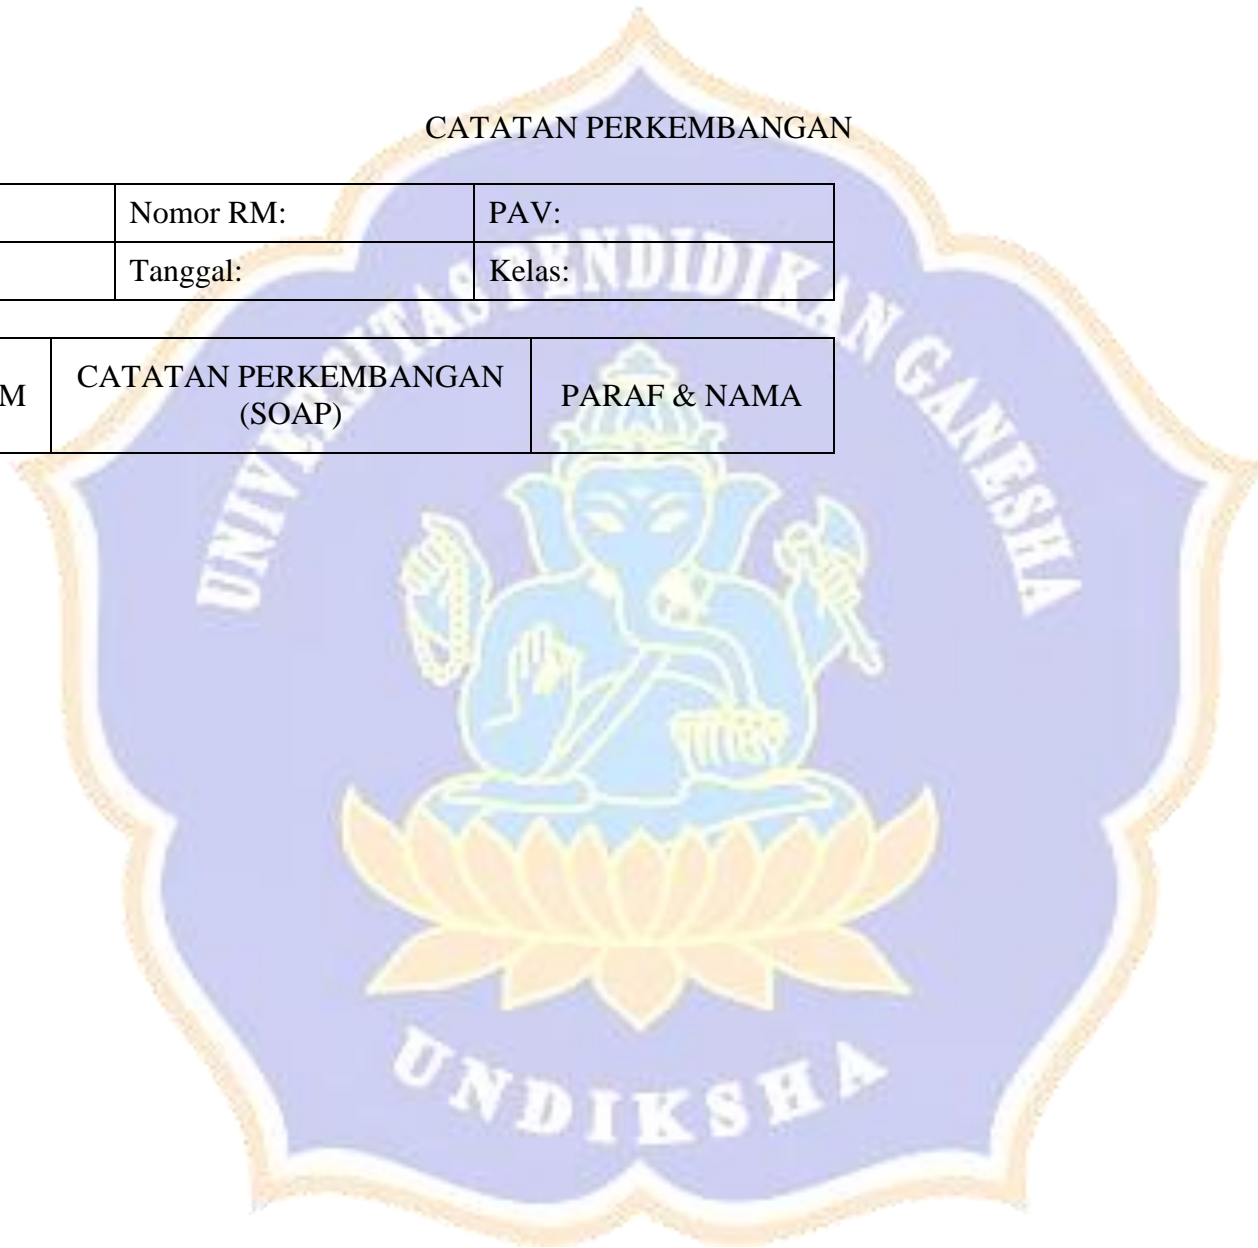 CATATAN PERKEMBANGAN
Nomor RM: PAV:
Tanggal: Kelas:
M CATATAN PERKEMBANGAN PARAF & NAMA
(SOAP)
UNIVERSITAS PENDIDIKAN GANESHA
UNDIKSHA